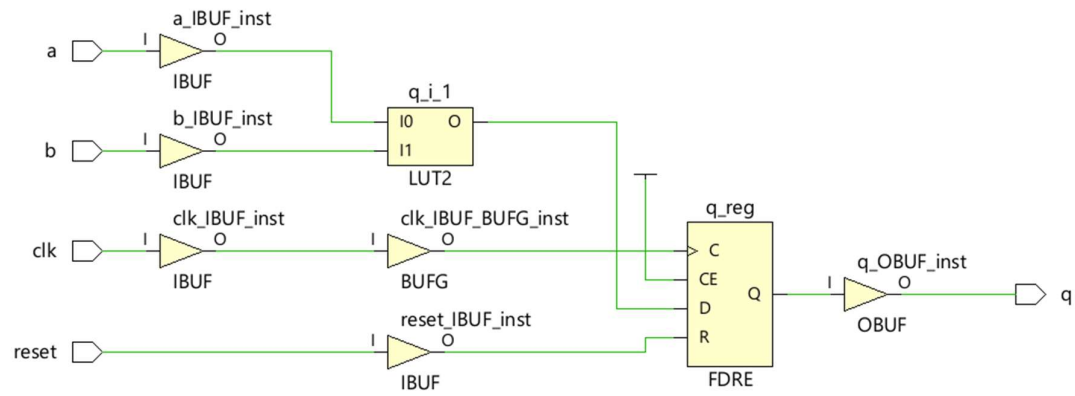 a_IBUF_inst
a I O
IBUF
q_i_1
b_IBUF_inst
I0 O
b I O
I1
IBUF
LUT2
q_reg
clk_IBUF_inst
clk_IBUF_BUFG_inst
clk I O I O
C
IBUF
BUFG
CE
q_OBUF_inst
Q I O q
D
OBUF
reset_IBUF_inst
R
reset I O
IBUF
FDRE